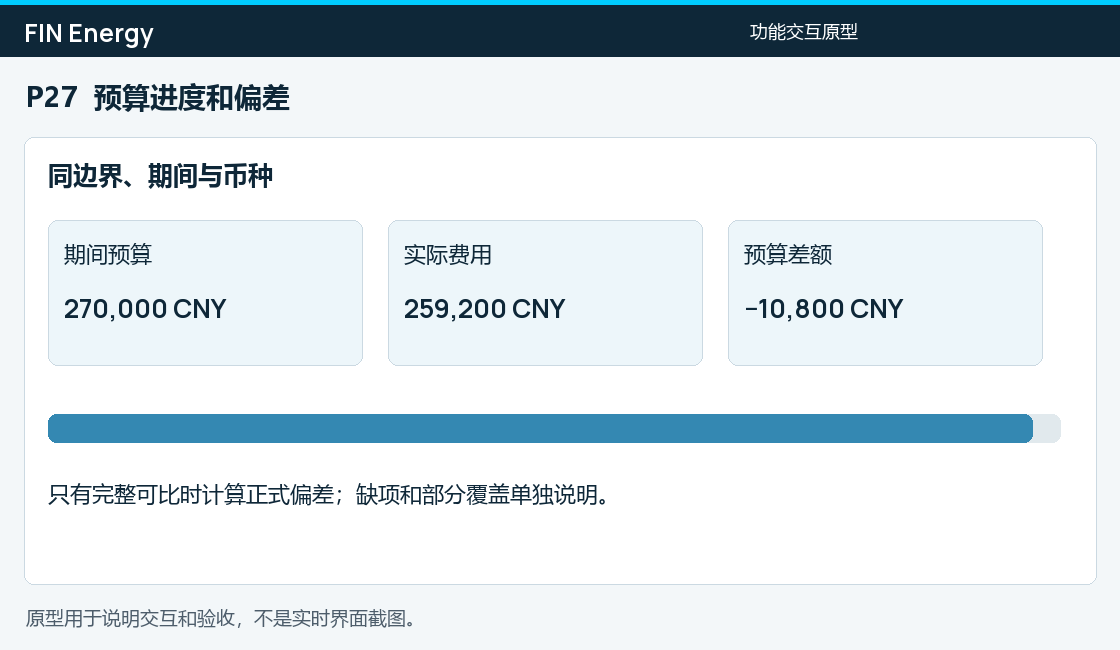 FIN Energy
功能交互原型
P27 预算进度和偏差
同边界、期间与币种
期间预算
实际费用
预算差额
270,000 CNY
259,200 CNY
−10,800 CNY
只有完整可比时计算正式偏差；缺项和部分覆盖单独说明。
原型用于说明交互和验收，不是实时界面截图。